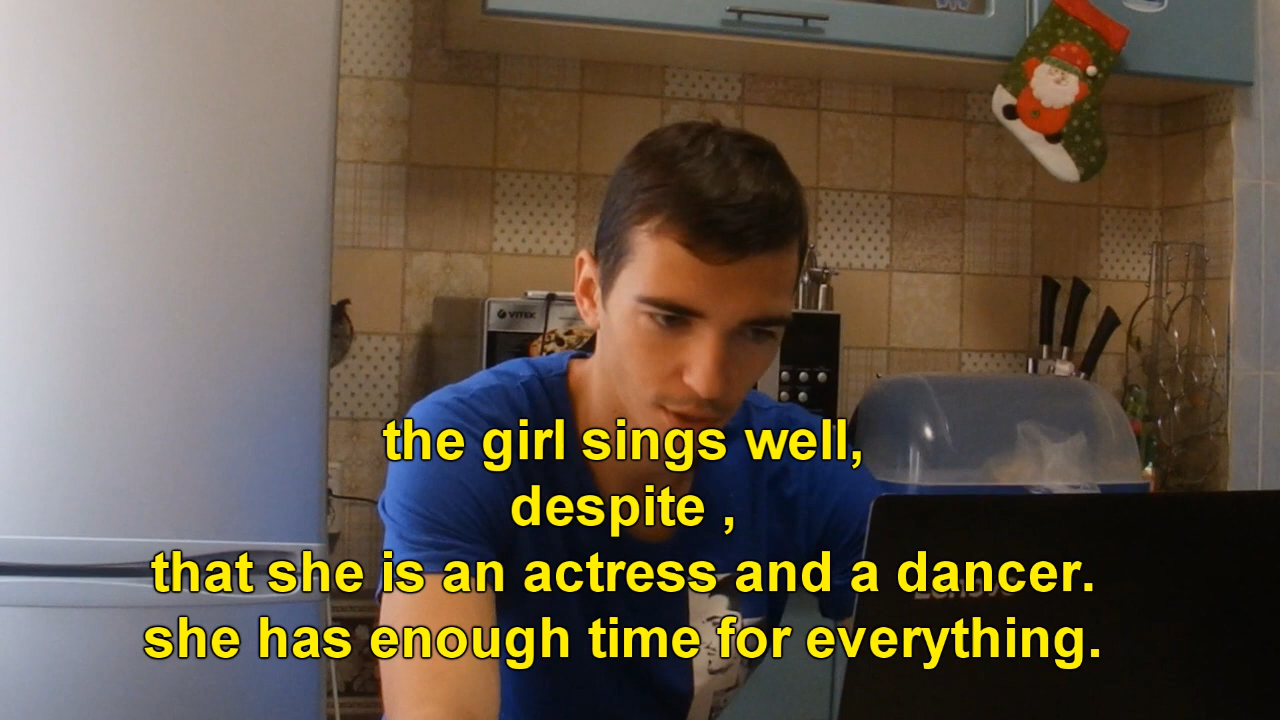 VITEK
the girl sings well,
despite ,
that she is an actress and a dancer.
Lenovo
she has enough time for everything.